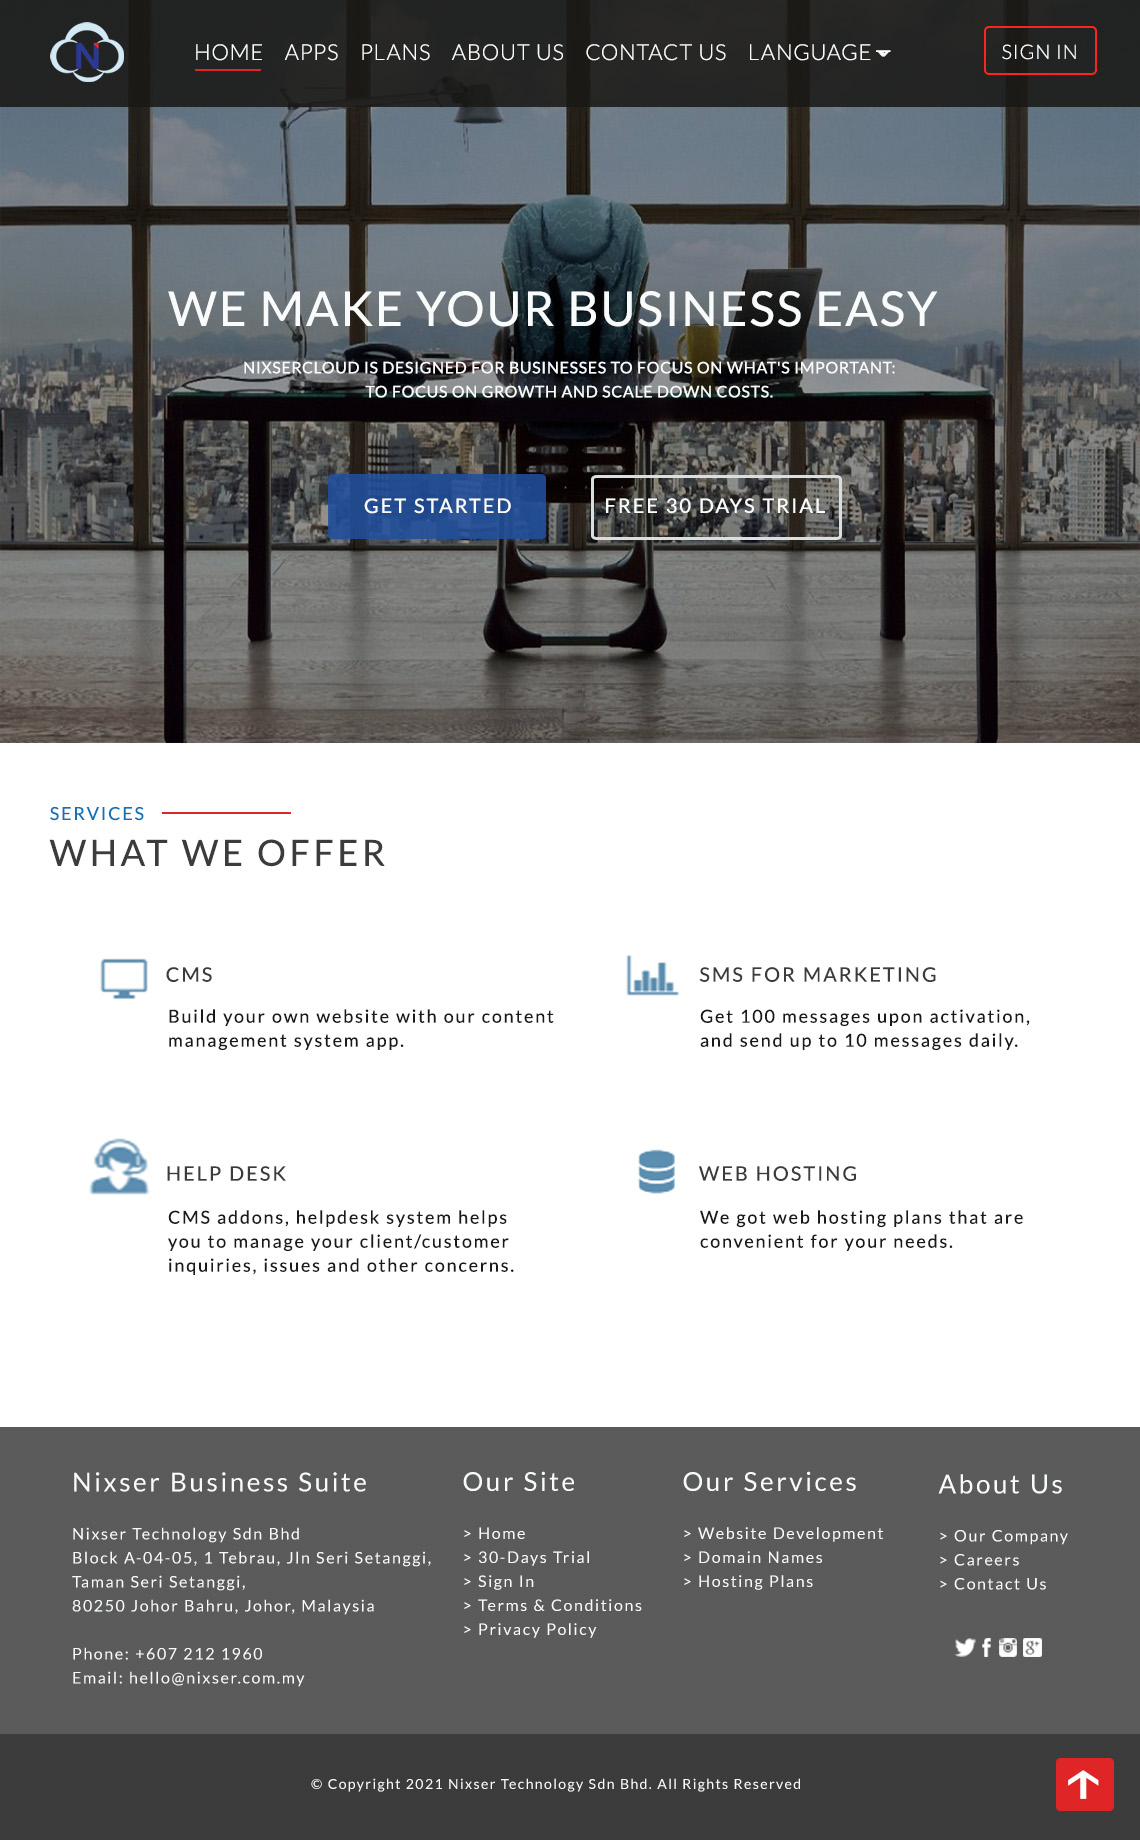 N
HOME APPS PLANS ABOUT US CONTACT US LANGUAGE
SIGN IN
WE MAKE YOUR BUSINESS EASY
NIXSERCLOUD IS DESIGNED FOR BUSINESSES TO FOCUS ON WHAT'S IMPORTANT:
TO FOCUS ON GROWTH AND SCALE DOWN COSTS.
GET STARTED
FREE 30 DAYS TRIAL
SERVICES
WHAT WE OFFER
CMS
Build your own website with our content
management system app.
SMS FOR MARKETING
Get 100 messages upon activation,
and send up to 10 messages daily.
HELP DESK
CMS addons, helpdesk system helps
you to manage your client/customer
inquiries, issues and other concerns.
WEB HOSTING
We got web hosting plans that are
convenient for your needs.
Nixser Business Suite
Nixser Technology Sdn Bhd
Block A-04-05, 1 Tebrau, Jln Seri Setanggi,
Taman Seri Setanggi,
80250 Johor Bahru, Johor, Malaysia
Phone: +607 212 1960
Email: hello@nixser.com.my
Our Site
> Home
> 30-Days Trial
> Sign In
> Terms & Conditions
> Privacy Policy
Our Services
> Website Development
> Domain Names
> Hosting Plans
About Us
> Our Company
> Careers
> Contact Us
© Copyright 2021 Nixser Technology Sdn Bhd. All Rights Reserved